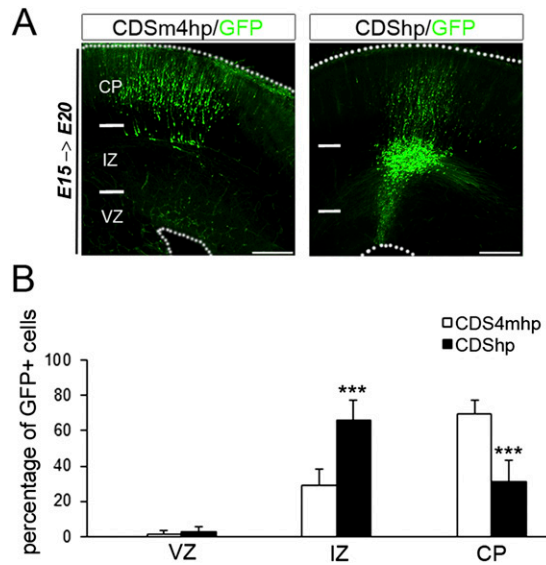 A
CDSm4hp/GFP
CDShp/GFP
E15 –> E20
CP
IZ
VZ
B
CDS4mhp
CDShp
percentage of GFP+ cells
100
80
60
40
20
0
***
***
VZ
IZ
CP